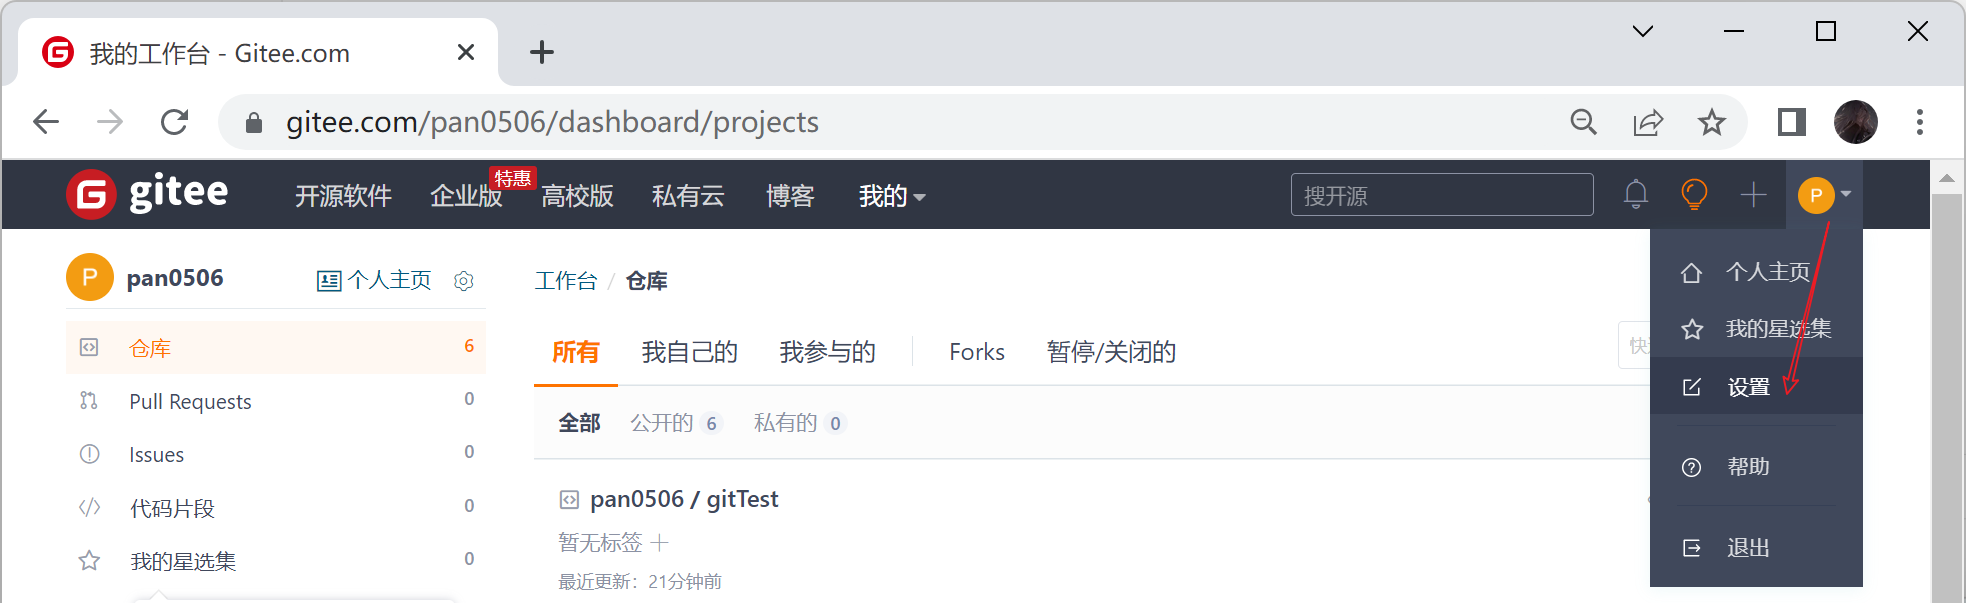 我的工作台 - Gitee.com
gitee.com/pan0506/dashboard/projects
gitee 开源软件 企业版 特惠 高校版 私有云 博客 我的 搜开源 P
P pan0506 个人主页
工作台 / 仓库
个人主页
仓库 6
所有 我自己的 我参与的 Forks 暂停/关闭的
我的星选集
Pull Requests 0
全部 公开的 6 私有的 0
设置
Issues 0
帮助
代码片段 0
pan0506 / gitTest
暂无标签
退出
我的星选集 0
最近更新：21分钟前